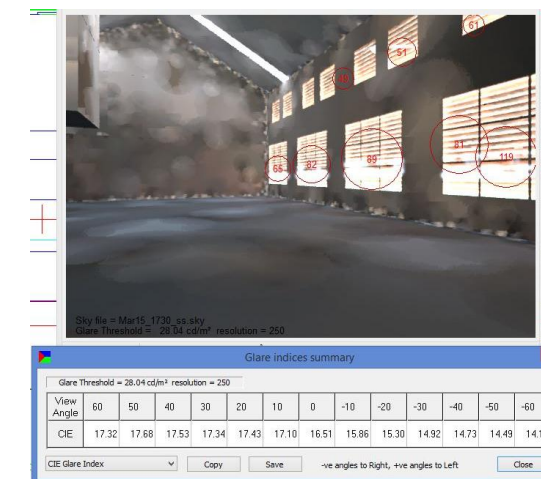 61
51
65
82
89
81
119
Sky file = Mar15_1730_ss.sky
Glare Threshold = 28.04 cd/m² resolution = 250
Glare indices summary
Glare Threshold = 28.04 cd/m² resolution = 250
View Angle 60 50 40 30 20 10 0 -10 -20 -30 -40 -50 -60
CIE 17.32 17.68 17.53 17.34 17.43 17.10 16.51 15.86 15.30 14.92 14.73 14.49 14.1
CIE Glare Index Copy Save -ve angles to Right, +ve angles to Left Close